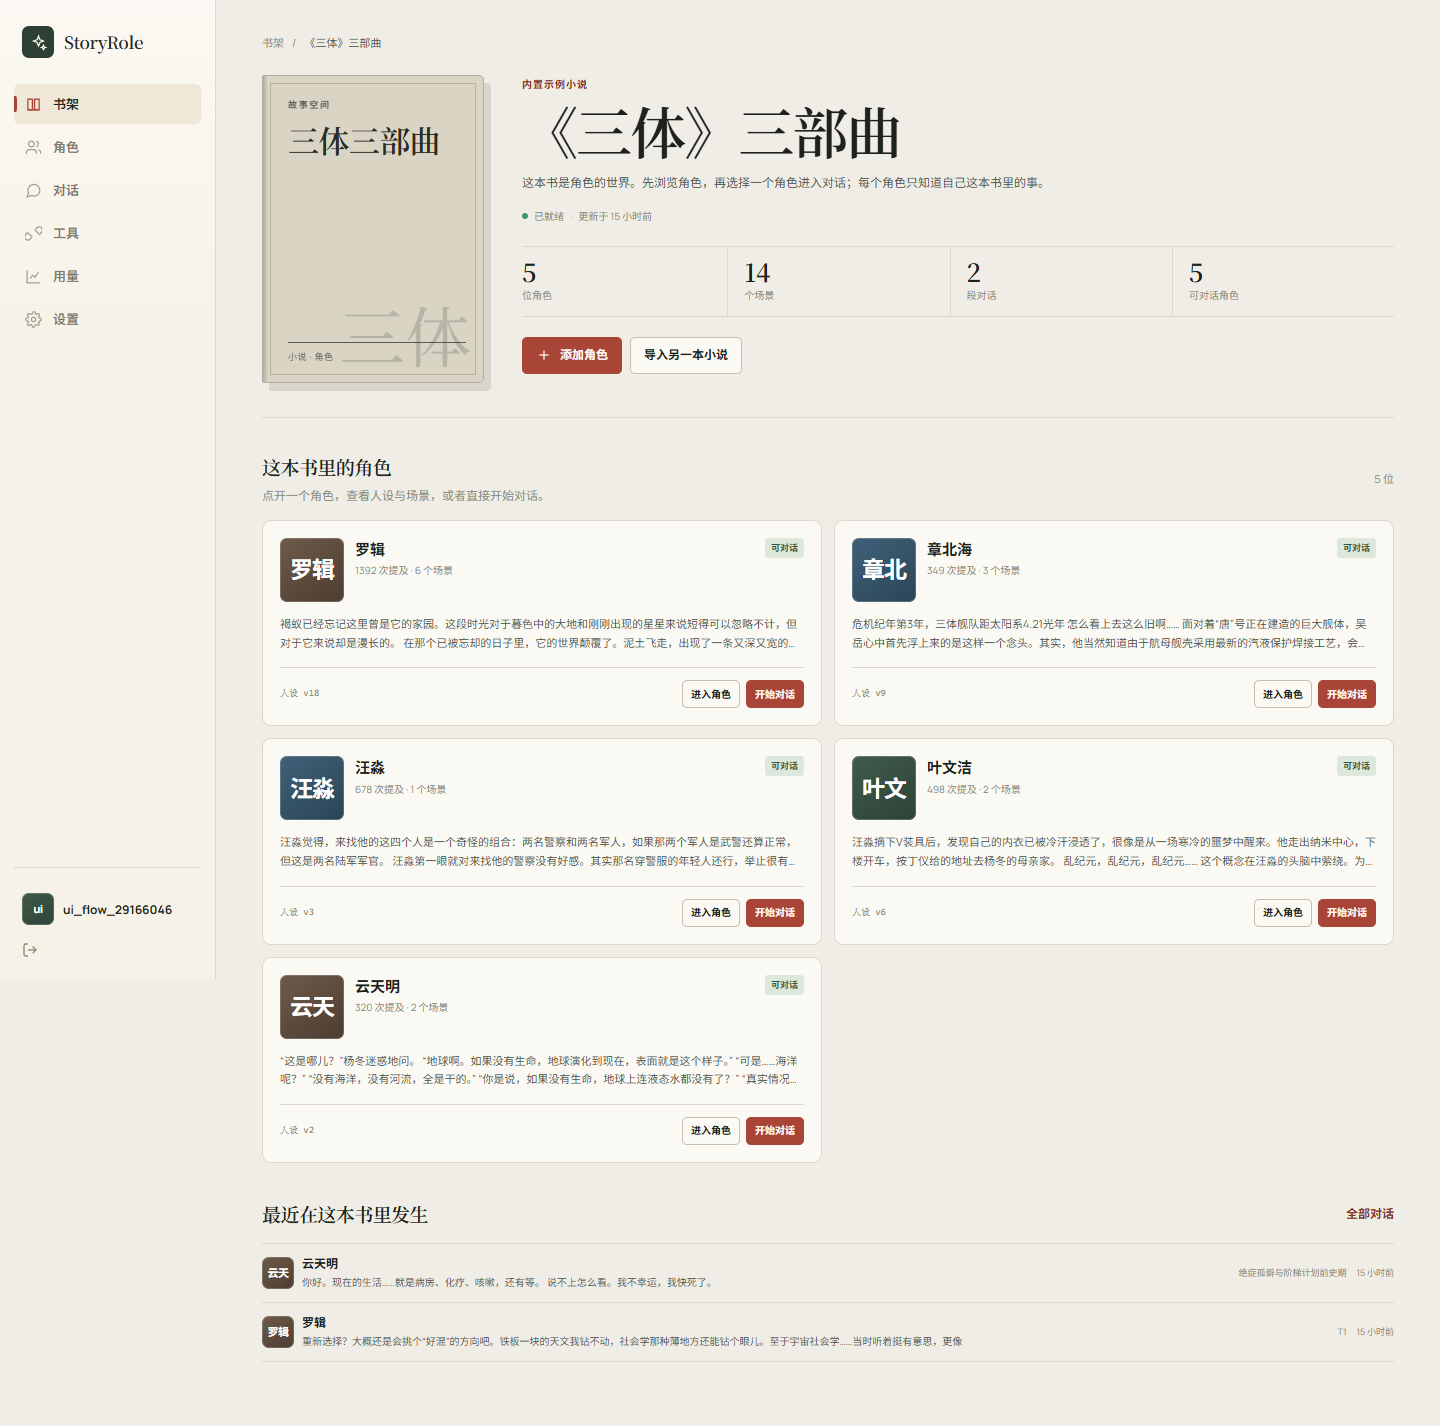 StoryRole
书架
角色
对话
工具
用量
设置
ui
ui_flow_29166046
书架 / 《三体》三部曲
故事空间
三体三部曲
三体
小说 · 角色
内置示例小说
《三体》三部曲
这本书是角色的世界。先浏览角色，再选择一个角色进入对话；每个角色只知道自己这本书里的事。
已就绪 · 更新于 15 小时前
5
位角色
14
个场景
2
段对话
5
可对话角色
添加角色
导入另一本小说
这本书里的角色
点开一个角色，查看人设与场景，或者直接开始对话。
5 位
罗辑
罗辑
可对话
1392 次提及 · 6 个场景
褐蚁已经忘记这里曾是它的家园。这段时光对于暮色中的大地和刚刚出现的星星来说短得可以忽略不计，但
对于它来说却是漫长的。 在那个已被忘却的日子里，它的世界颠覆了。泥土飞走，出现了一条又深又宽的...
人设 v18
进入角色
开始对话
章北
章北海
可对话
349 次提及 · 3 个场景
危机纪年第3年，三体舰队距太阳系4.21光年 怎么看上去这么旧啊…… 面对着“唐”号正在建造的巨大舰体，吴
岳心中首先浮上来的是这样一个念头。其实，他当然知道由于航母舰壳采用最新的汽液保护焊接工艺，会...
人设 v9
进入角色
开始对话
汪淼
汪淼
可对话
678 次提及 · 1 个场景
汪淼觉得，来找他的这四个人是一个奇怪的组合：两名警察和两名军人，如果那两个军人是武警还算正常，
但这是两名陆军军官。 汪淼第一眼就对来找他的警察没有好感。其实那名穿警服的年轻人还行，举止很有...
人设 v3
进入角色
开始对话
叶文
叶文洁
可对话
498 次提及 · 2 个场景
汪淼摘下V装具后，发现自己的内衣已被冷汗浸透了，很像是从一场寒冷的噩梦中醒来。他走出纳米中心，下
楼开车，按丁仪给的地址去杨冬的母亲家。 乱纪元，乱纪元，乱纪元…… 这个概念在汪淼的头脑中萦绕。为...
人设 v6
进入角色
开始对话
云天
云天明
可对话
320 次提及 · 2 个场景
“这是哪儿？”杨冬迷惑地问。 “地球啊。如果没有生命，地球演化到现在，表面就是这个样子。” “可是……海洋
呢？” “没有海洋，没有河流，全是干的。” “你是说，如果没有生命，地球上连液态水都没有了？” “真实情况...
人设 v2
进入角色
开始对话
最近在这本书里发生
全部对话
云天
云天明
你好。现在的生活……就是病房、化疗、咳嗽，还有等。 说不上怎么看。我不幸运，我快死了。
绝症孤僻与阶梯计划前史期 15 小时前
罗辑
罗辑
重新选择？大概还是会挑个“好混”的方向吧。铁板一块的天文我钻不动，社会学那种薄地方还能钻个眼儿。至于宇宙社会学……当时听着挺有意思，更像
T1 15 小时前